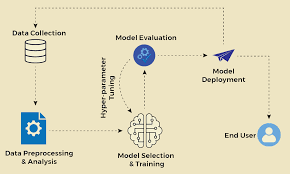 Data Collection
Model Evaluation
Hyper-parameter
Tuning
Model
Deployment
Data Preprocessing
& Analysis
Model Selection
& Training
End User